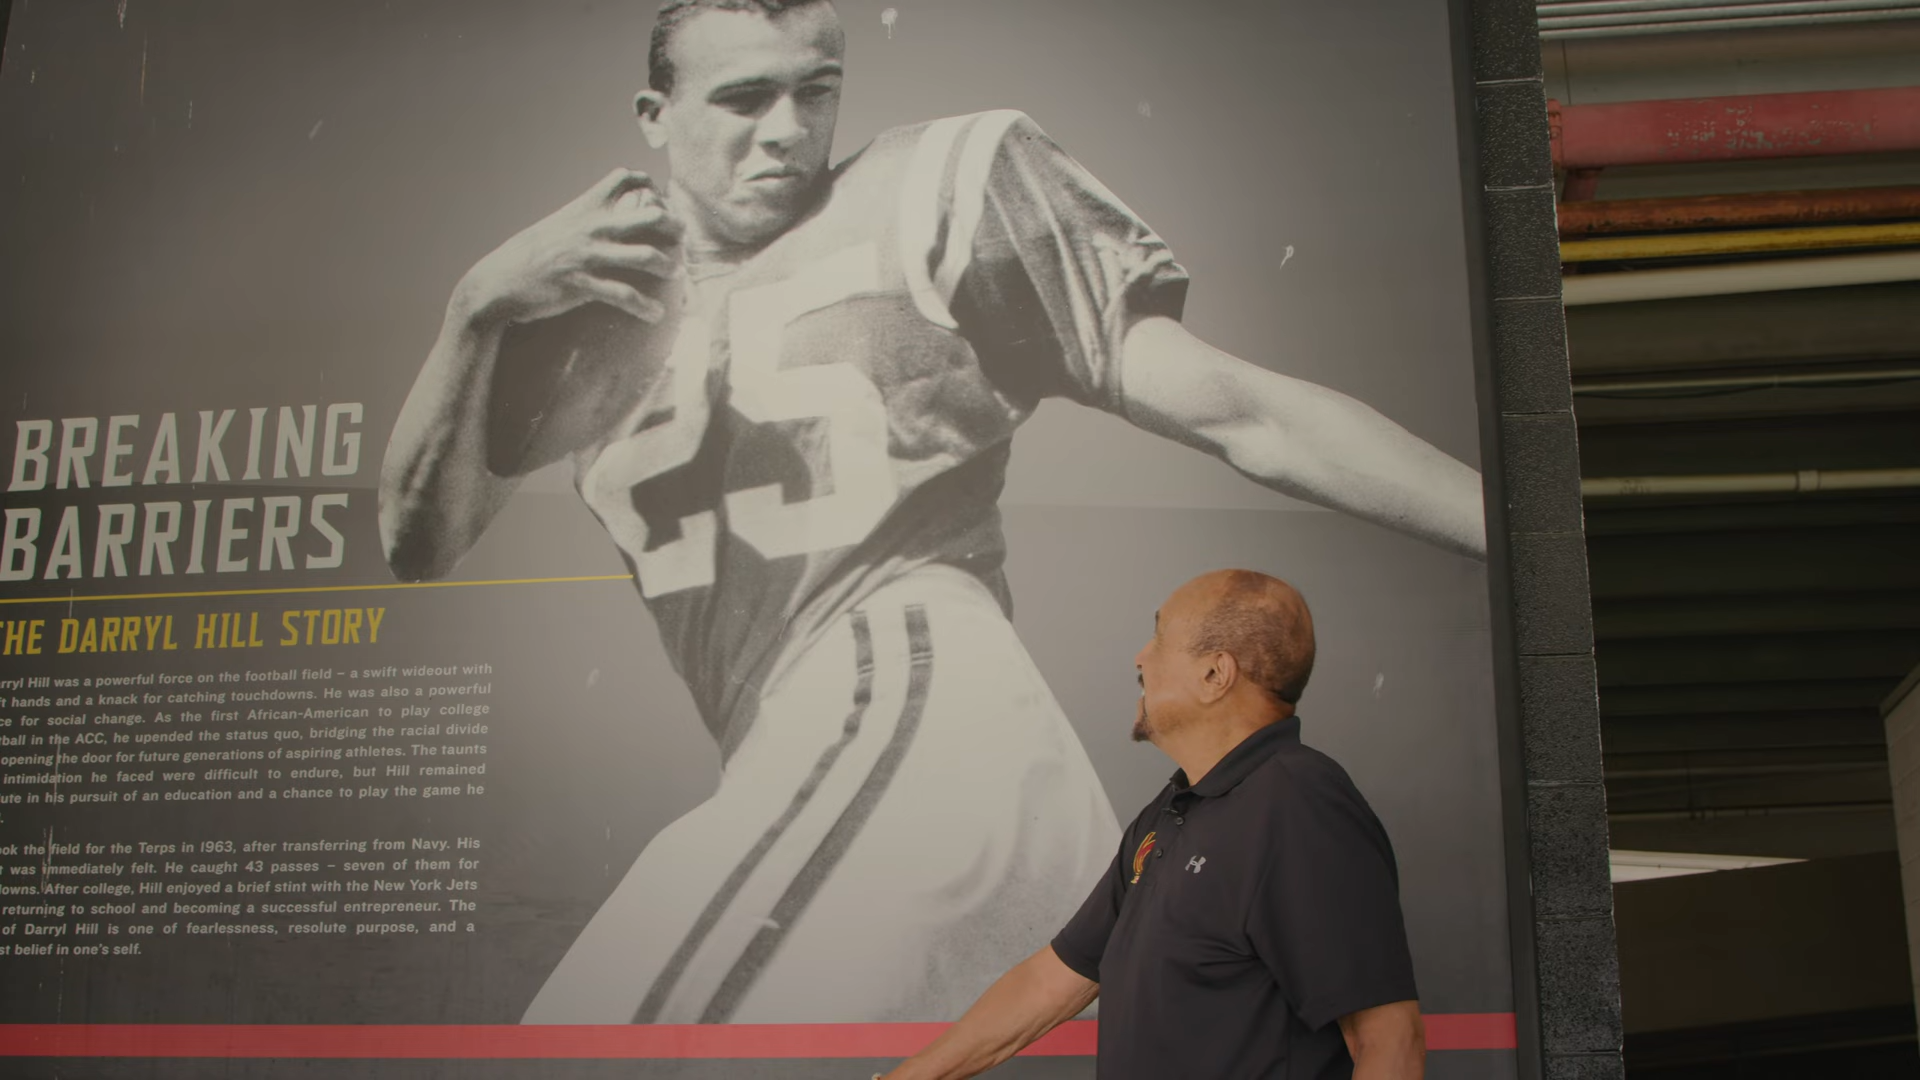 BREAKING
BARRIERS
THE DARRYL HILL STORY
rryl Hill was a powerful force on the football field – a swift wideout with
ft hands and a knack for catching touchdowns. He was also a powerful
ce for social change. As the first African-American to play college
tball in the ACC, he upended the status quo, bridging the racial divide
opening the door for future generations of aspiring athletes. The taunts
intimidation he faced were difficult to endure, but Hill remained
ute in his pursuit of an education and a chance to play the game he
.
ok the field for the Terps in 1963, after transferring from Navy. His
t was immediately felt. He caught 43 passes – seven of them for
downs. After college, Hill enjoyed a brief stint with the New York Jets
returning to school and becoming a successful entrepreneur. The
of Darryl Hill is one of fearlessness, resolute purpose, and a
st belief in one's self.
25